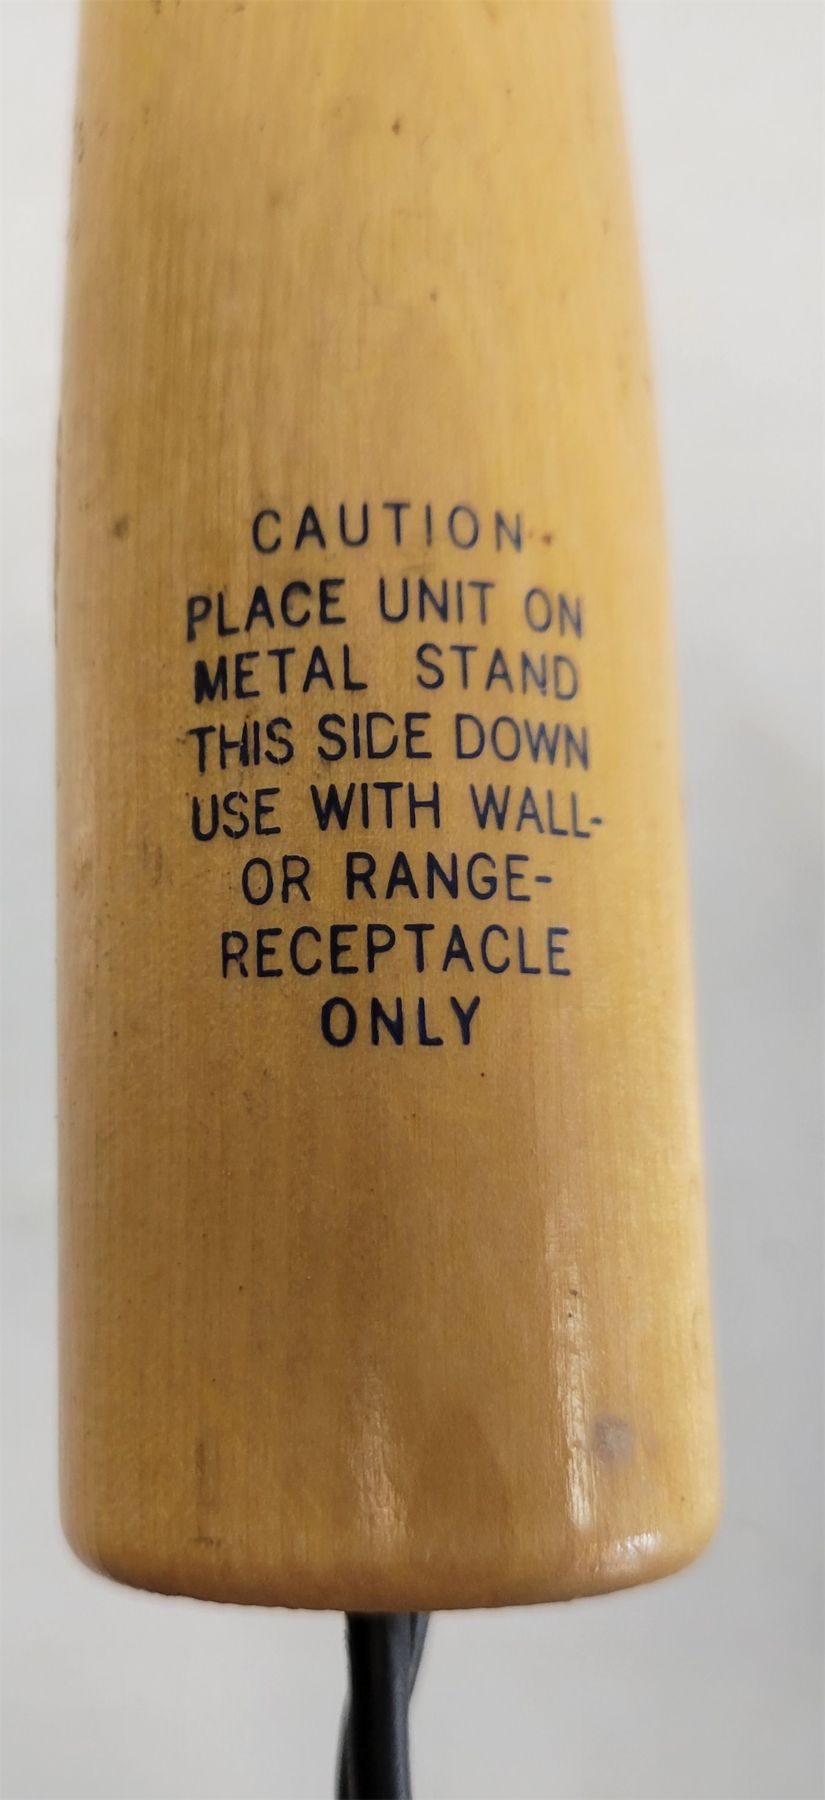 CAUTION
PLACE UNIT ON
METAL STAND
THIS SIDE DOWN
USE WITH WALL-
OR RANGE-
RECEPTACLE
ONLY